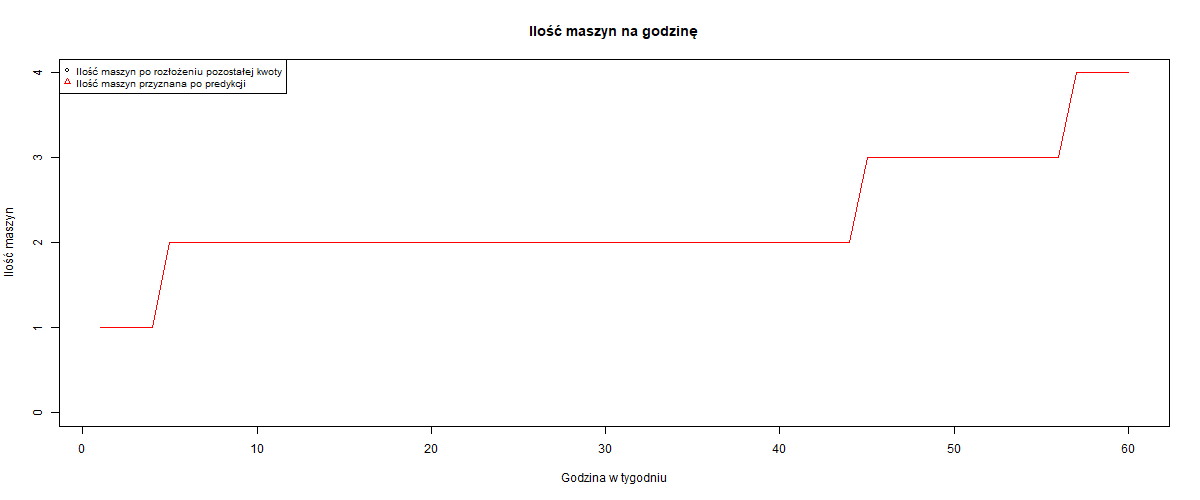 Ilość maszyn na godzinę
Ilość maszyn po rozłożeniu pozostałej kwoty
Ilość maszyn przyznana po predykcji
Ilość maszyn
4
3
2
1
0
0 10 20 30 40 50 60
Godzina w tygodniu